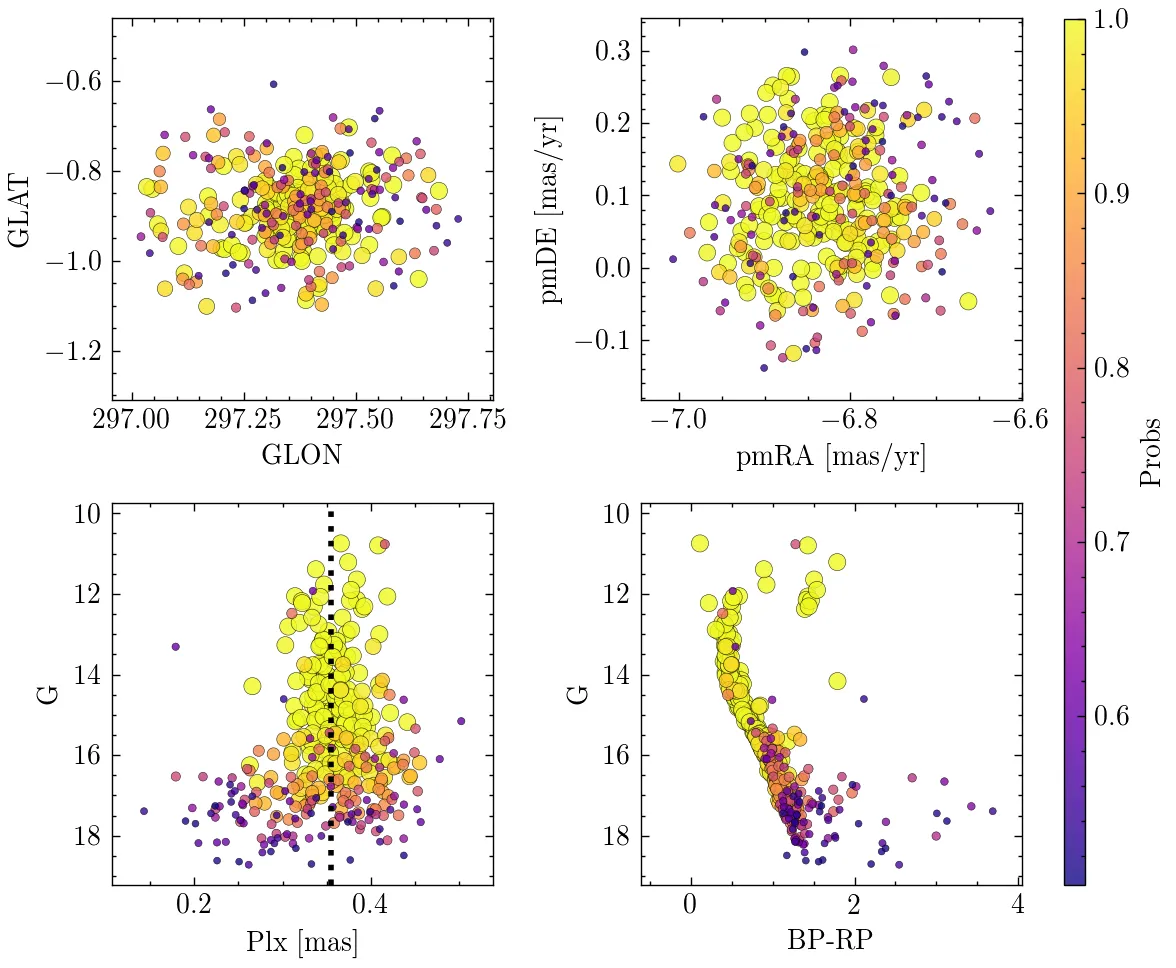 −0.6
−0.8
−1.0
−1.2
GLAT
297.00 297.25 297.50 297.75
GLON
0.3
0.2
0.1
0.0
−0.1
pmDE [mas/yr]
−7.0 −6.8 −6.6
pmRA [mas/yr]
10
12
14
16
18
G
0.2 0.4
Plx [mas]
10
12
14
16
18
G
0 2 4
BP-RP
1.0
0.9
0.8
0.7
0.6
Probs